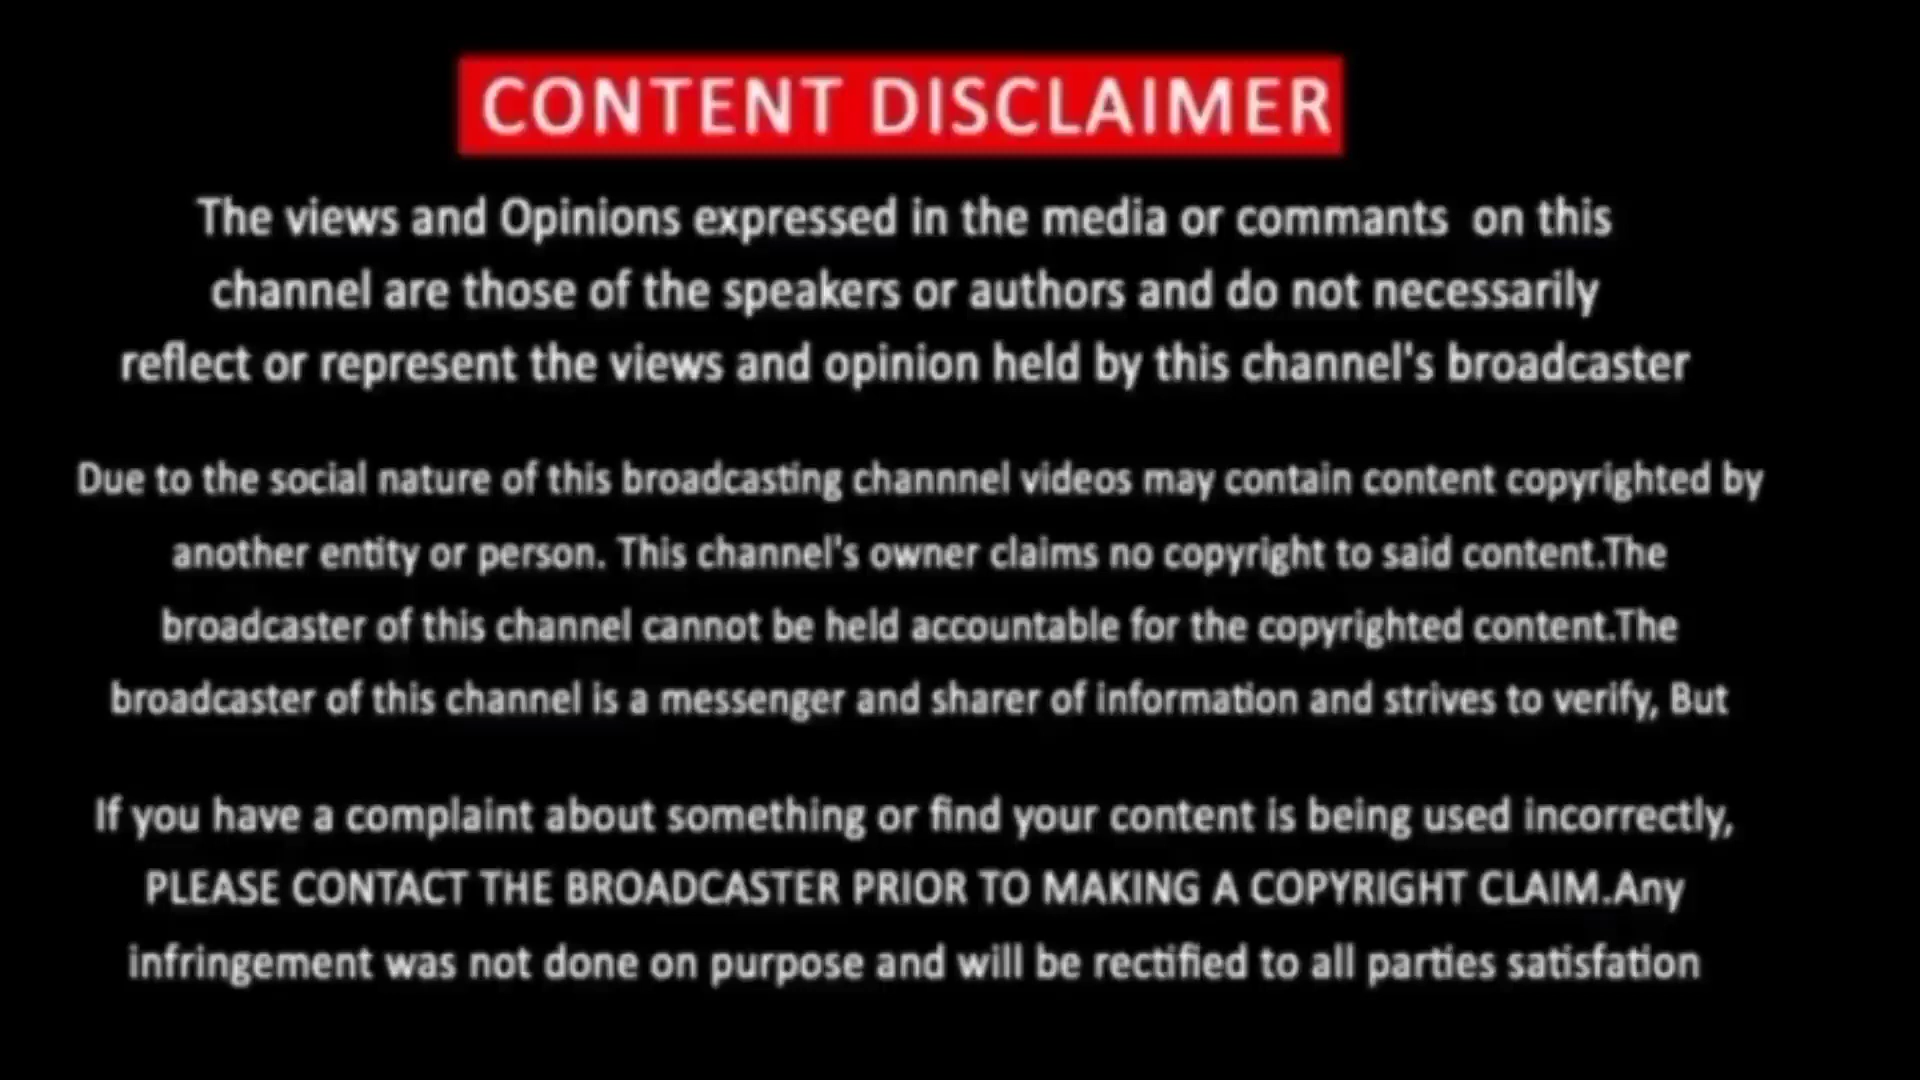 CONTENT DISCLAIMER
The views and Opinions expressed in the media or commants on this
channel are those of the speakers or authors and do not necessarily
reflect or represent the views and opinion held by this channel's broadcaster
Due to the social nature of this broadcasting channnel videos may contain content copyrighted by
another entity or person. This channel's owner claims no copyright to said content.The
broadcaster of this channel cannot be held accountable for the copyrighted content.The
broadcaster of this channel is a messenger and sharer of information and strives to verify, But
If you have a complaint about something or find your content is being used incorrectly,
PLEASE CONTACT THE BROADCASTER PRIOR TO MAKING A COPYRIGHT CLAIM.Any
infringement was not done on purpose and will be rectified to all parties satisfation